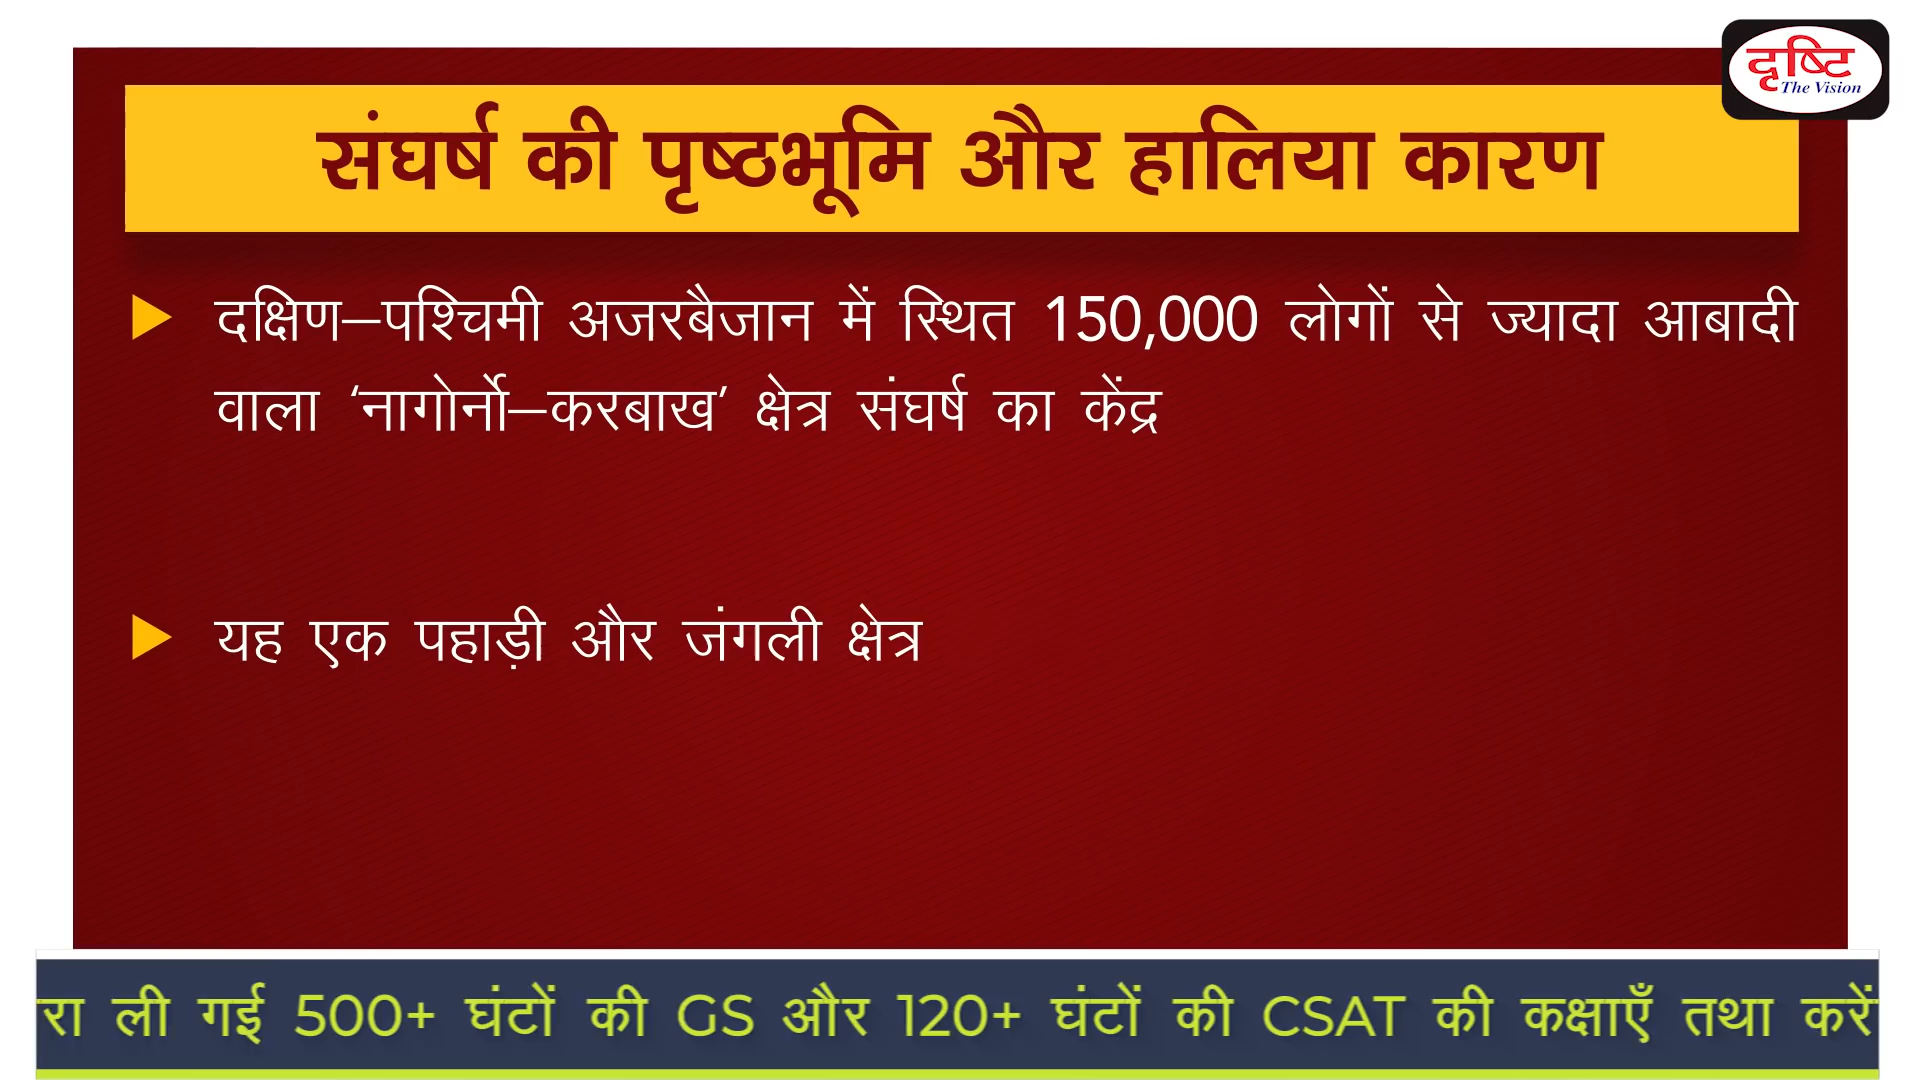 दृष्टि
The Vision
संघर्ष की पृष्ठभूमि और हालिया कारण
दक्षिण–पश्चिमी अजरबैजान में स्थित 150,000 लोगों से ज्यादा आबादी
वाला ‘नागोर्नो–करबाख’ क्षेत्र संघर्ष का केंद्र
यह एक पहाड़ी और जंगली क्षेत्र
रा ली गई 500+ घंटों की GS और 120+ घंटों की CSAT की कक्षाएँ तथा करें